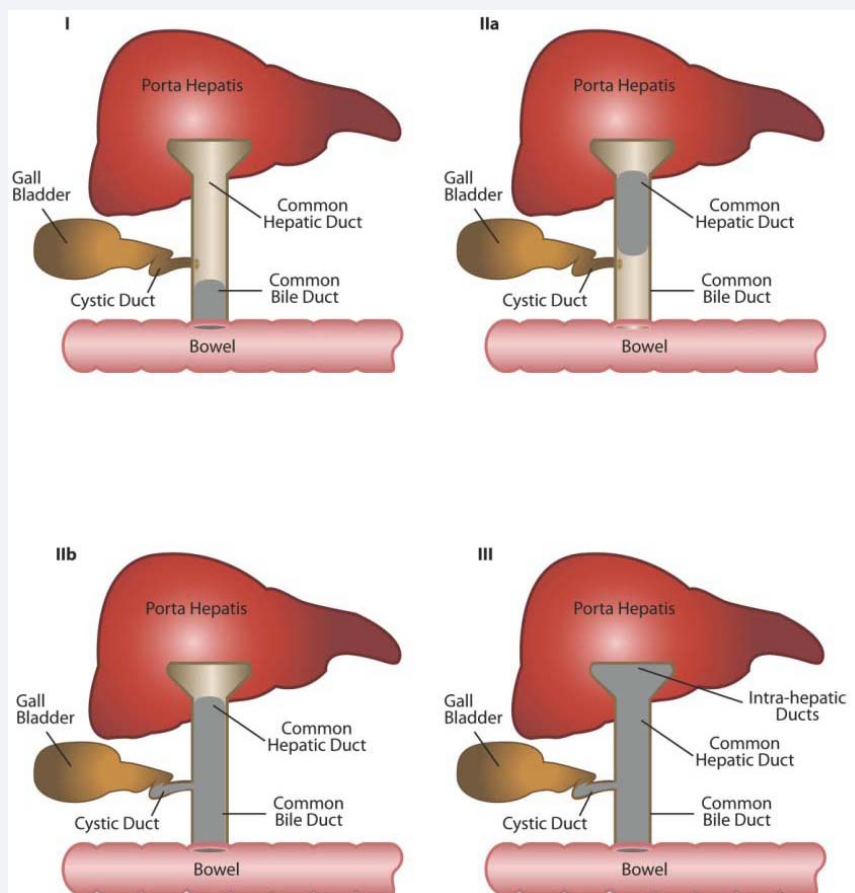 I
Porta Hepatis
Gall
Bladder
Common
Hepatic Duct
Cystic Duct
Common
Bile Duct
Bowel
IIa
Porta Hepatis
Gall
Bladder
Common
Hepatic Duct
Cystic Duct
Common
Bile Duct
Bowel
IIb
Porta Hepatis
Gall
Bladder
Common
Hepatic Duct
Cystic Duct
Common
Bile Duct
Bowel
III
Porta Hepatis
Gall
Bladder
Intra-hepatic
Ducts
Common
Hepatic Duct
Cystic Duct
Common
Bile Duct
Bowel